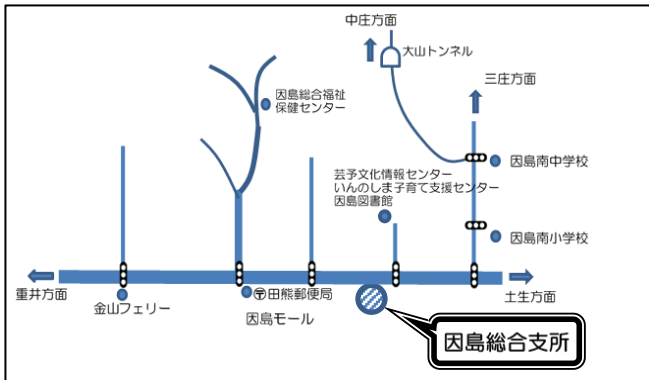 中庄方面
大山トンネル
三庄方面
因島総合福祉
保健センター
因島南中学校
芸予文化情報センター
いんのしま子育て支援センター
因島図書館
因島南小学校
重井方面
金山フェリー
〶田熊郵便局
因島モール
土生方面
因島総合支所